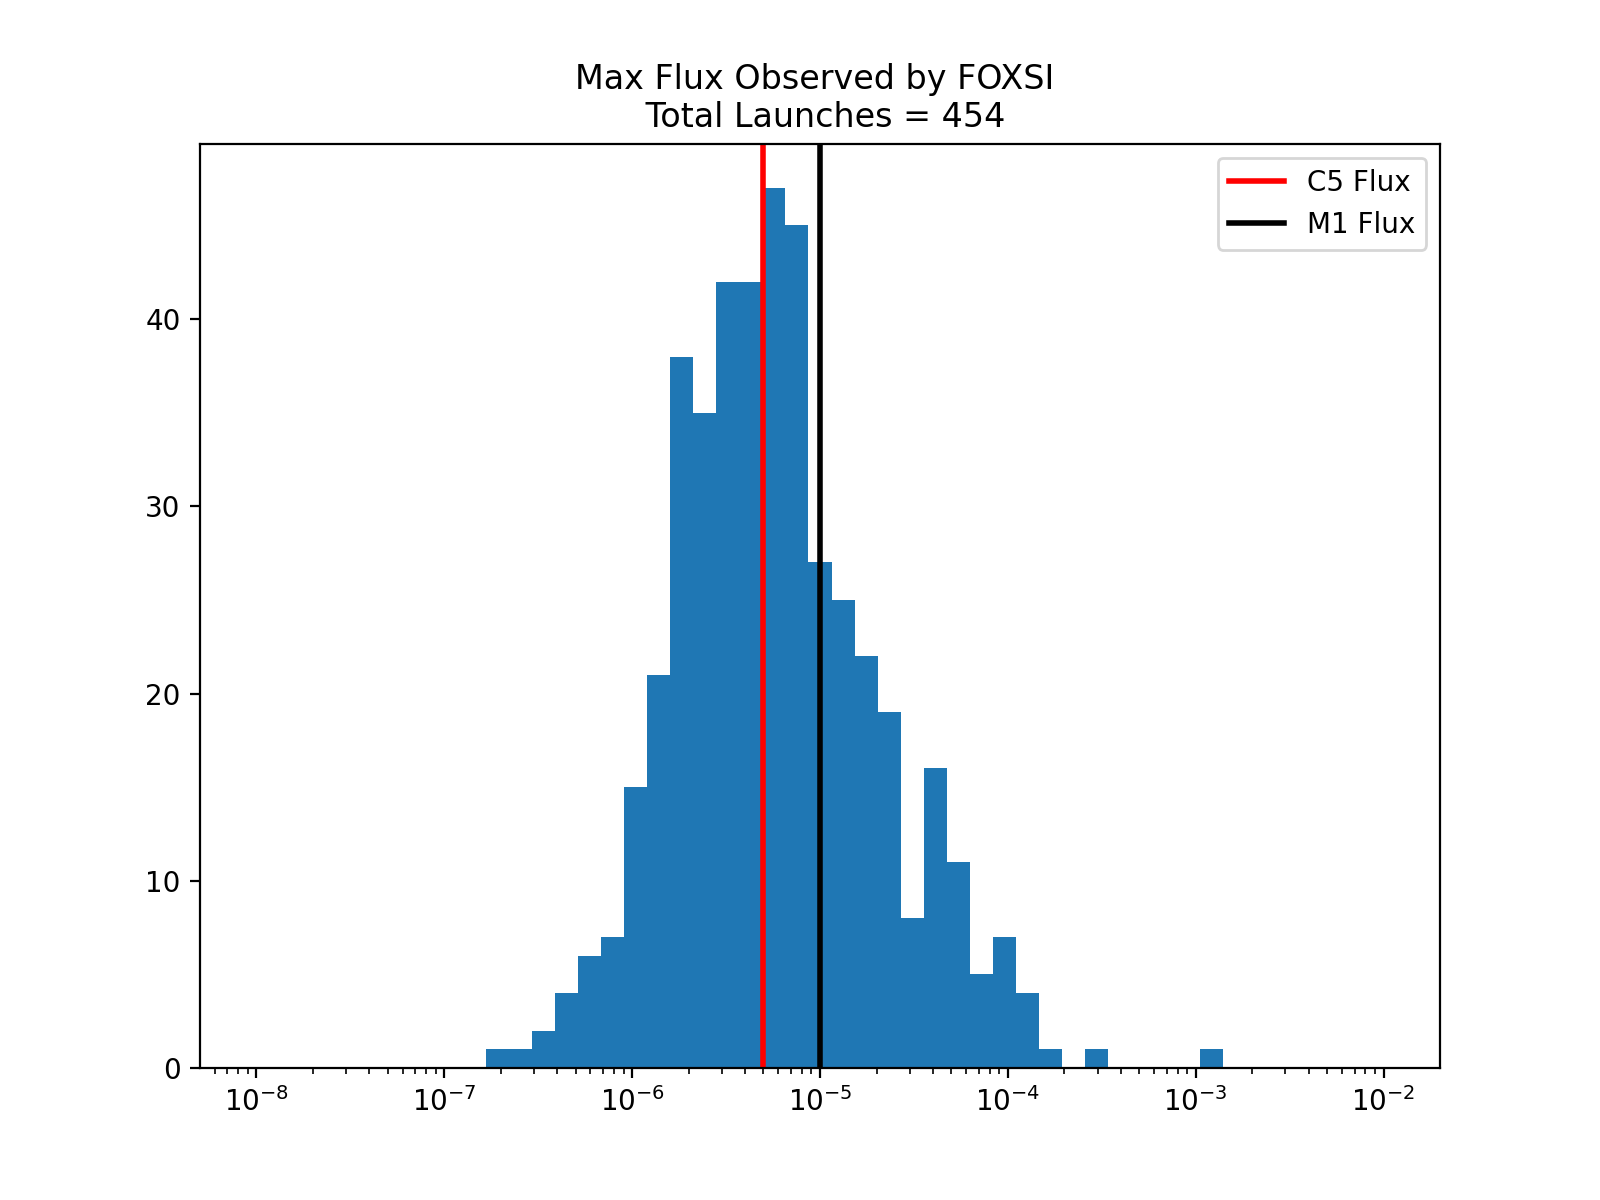 Max Flux Observed by FOXSI
Total Launches = 454
C5 Flux
M1 Flux
40
30
20
10
0
10⁻⁸ 10⁻⁷ 10⁻⁶ 10⁻⁵ 10⁻⁴ 10⁻³ 10⁻²